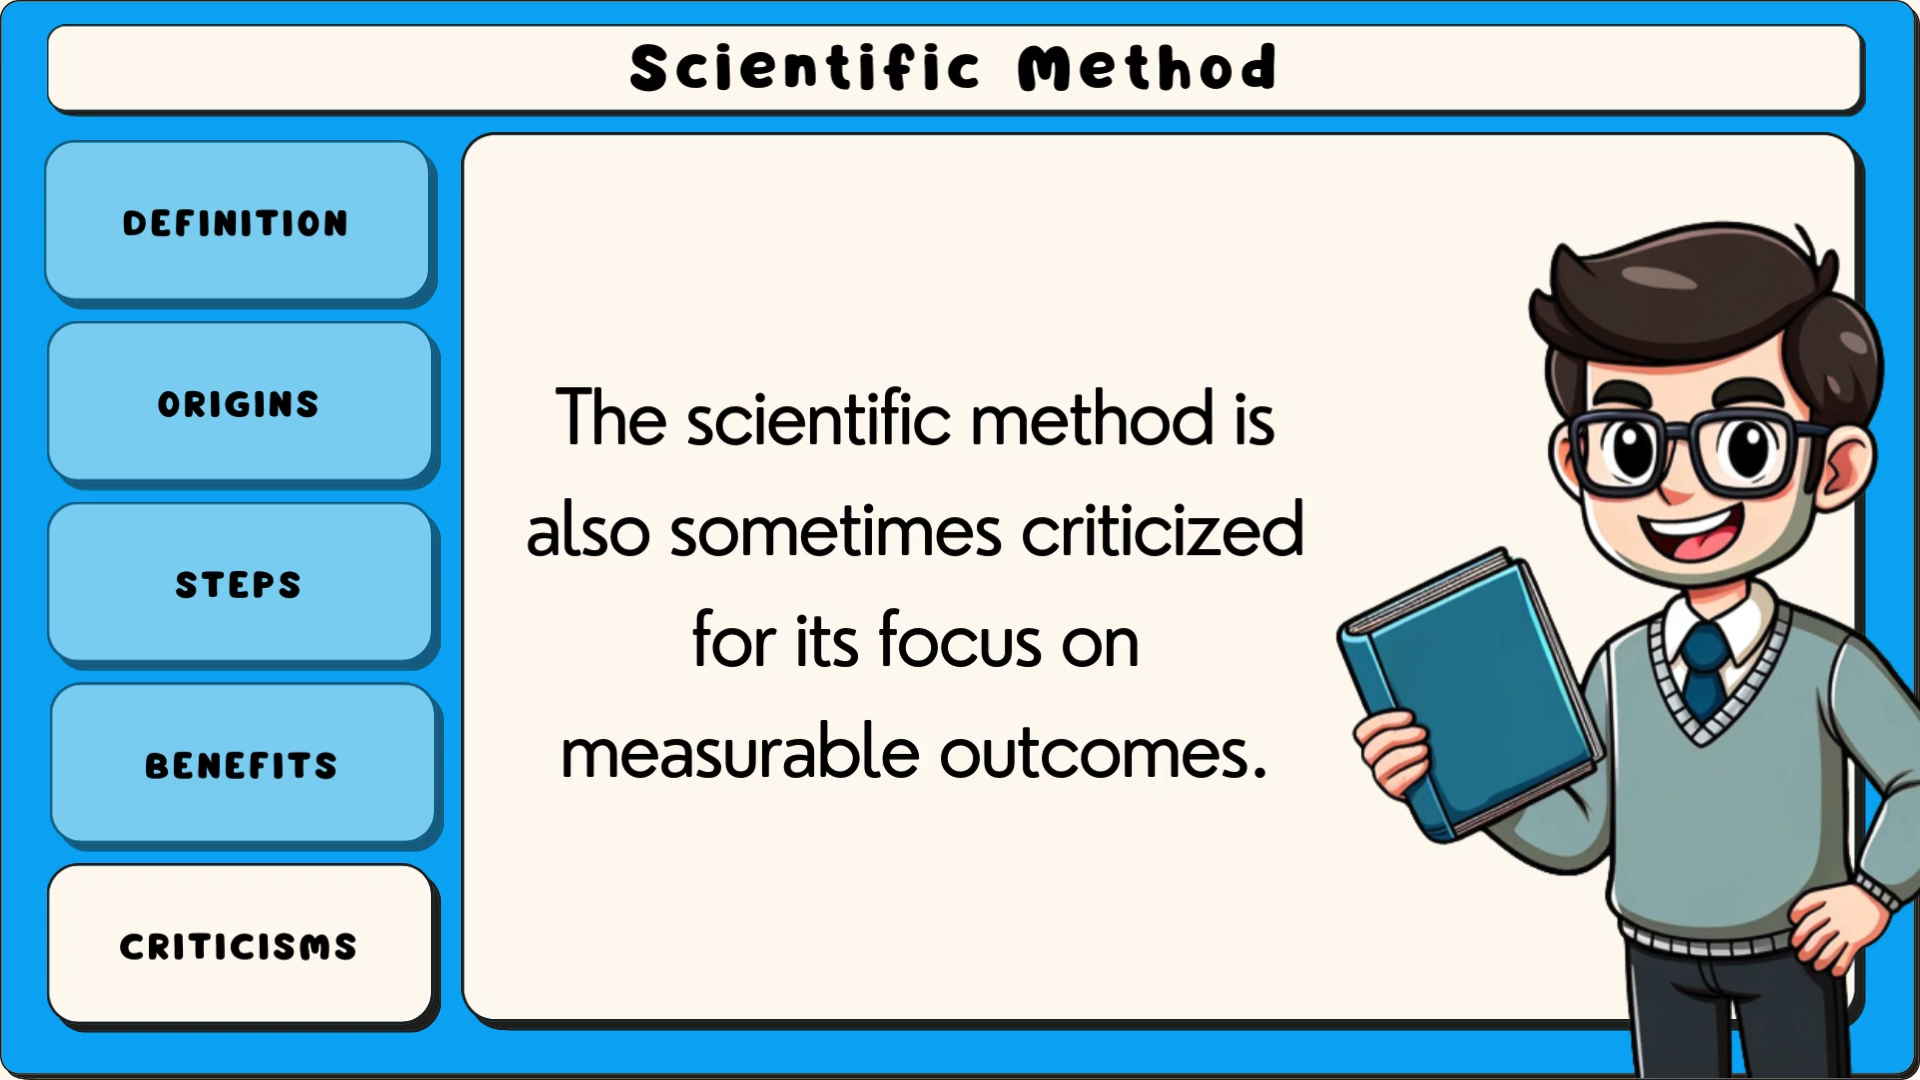 Scientific Method
DEFINITION
ORIGINS
STEPS
BENEFITS
CRITICISMS
The scientific method is
also sometimes criticized
for its focus on
measurable outcomes.